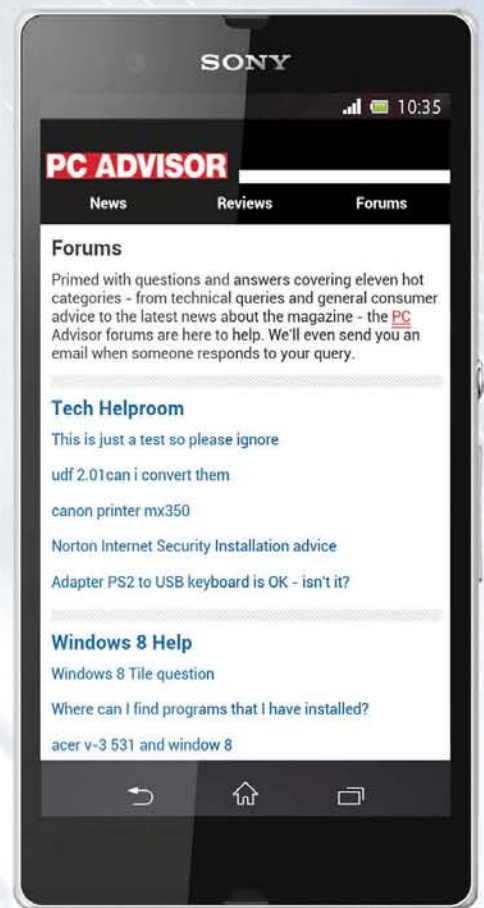 SONY
10:35
PC ADVISOR
News Reviews Forums
Forums
Primed with questions and answers covering eleven hot
categories - from technical queries and general consumer
advice to the latest news about the magazine - the PC
Advisor forums are here to help. We'll even send you an
email when someone responds to your query.
Tech Helproom
This is just a test so please ignore
udf 2.01can i convert them
canon printer mx350
Norton Internet Security Installation advice
Adapter PS2 to USB keyboard is OK - isn't it?
Windows 8 Help
Windows 8 Tile question
Where can I find programs that I have installed?
acer v-3 531 and window 8